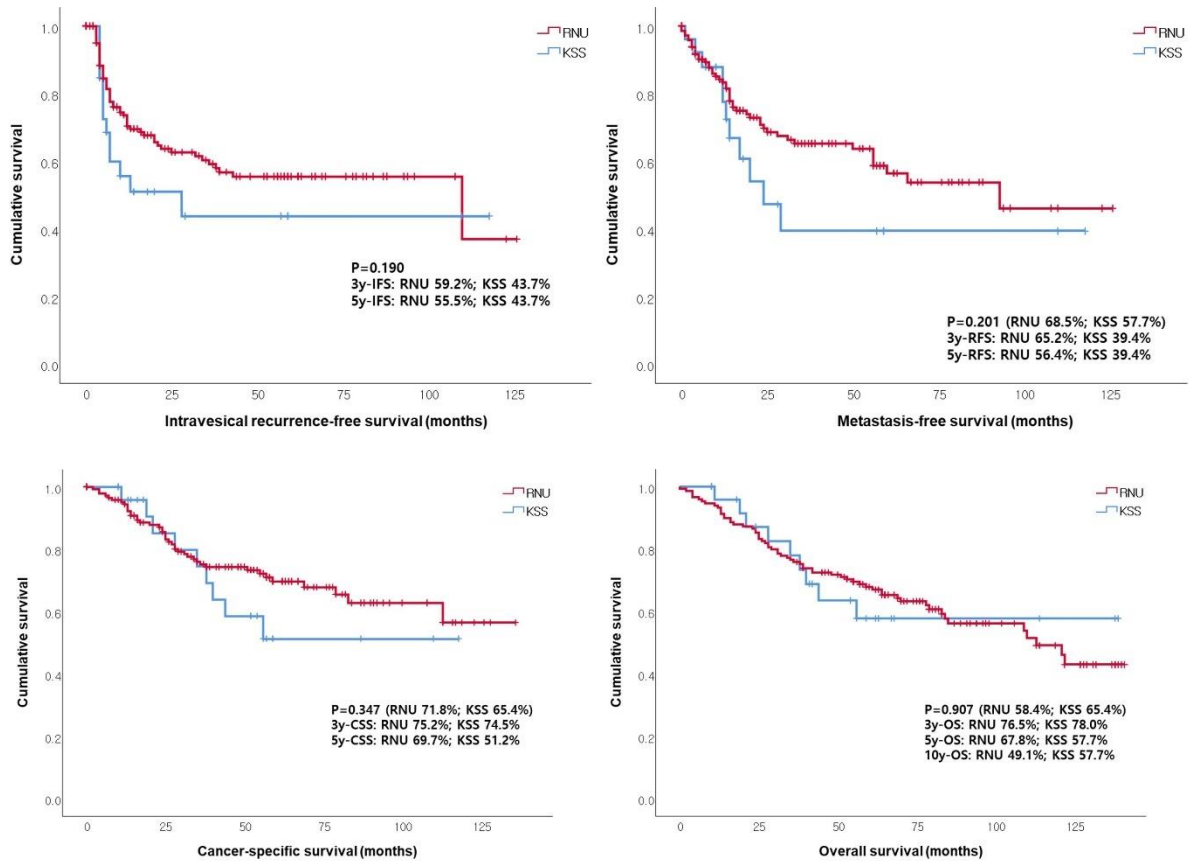 1.0
0.8
0.6
0.4
0.2
0.0
Cumulative survival
RNU
KSS
P=0.190
3y-IFS: RNU 59.2%; KSS 43.7%
5y-IFS: RNU 55.5%; KSS 43.7%
0 25 50 75 100 125
Intravesical recurrence-free survival (months)
1.0
0.8
0.6
0.4
0.2
0.0
Cumulative survival
RNU
KSS
P=0.201 (RNU 68.5%; KSS 57.7%)
3y-RFS: RNU 65.2%; KSS 39.4%
5y-RFS: RNU 56.4%; KSS 39.4%
0 25 50 75 100 125
Metastasis-free survival (months)
1.0
0.8
0.6
0.4
0.2
0.0
Cumulative survival
RNU
KSS
P=0.347 (RNU 71.8%; KSS 65.4%)
3y-CSS: RNU 75.2%; KSS 74.5%
5y-CSS: RNU 69.7%; KSS 51.2%
0 25 50 75 100 125
Cancer-specific survival (months)
1.0
0.8
0.6
0.4
0.2
0.0
Cumulative survival
RNU
KSS
P=0.907 (RNU 58.4%; KSS 65.4%)
3y-OS: RNU 76.5%; KSS 78.0%
5y-OS: RNU 67.8%; KSS 57.7%
10y-OS: RNU 49.1%; KSS 57.7%
0 25 50 75 100 125
Overall survival (months)